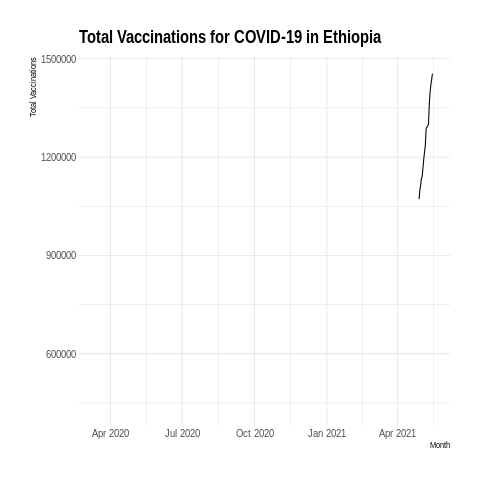 Total Vaccinations for COVID-19 in Ethiopia
Total Vaccinations
1500000
1200000
900000
600000
Apr 2020 Jul 2020 Oct 2020 Jan 2021 Apr 2021
Month